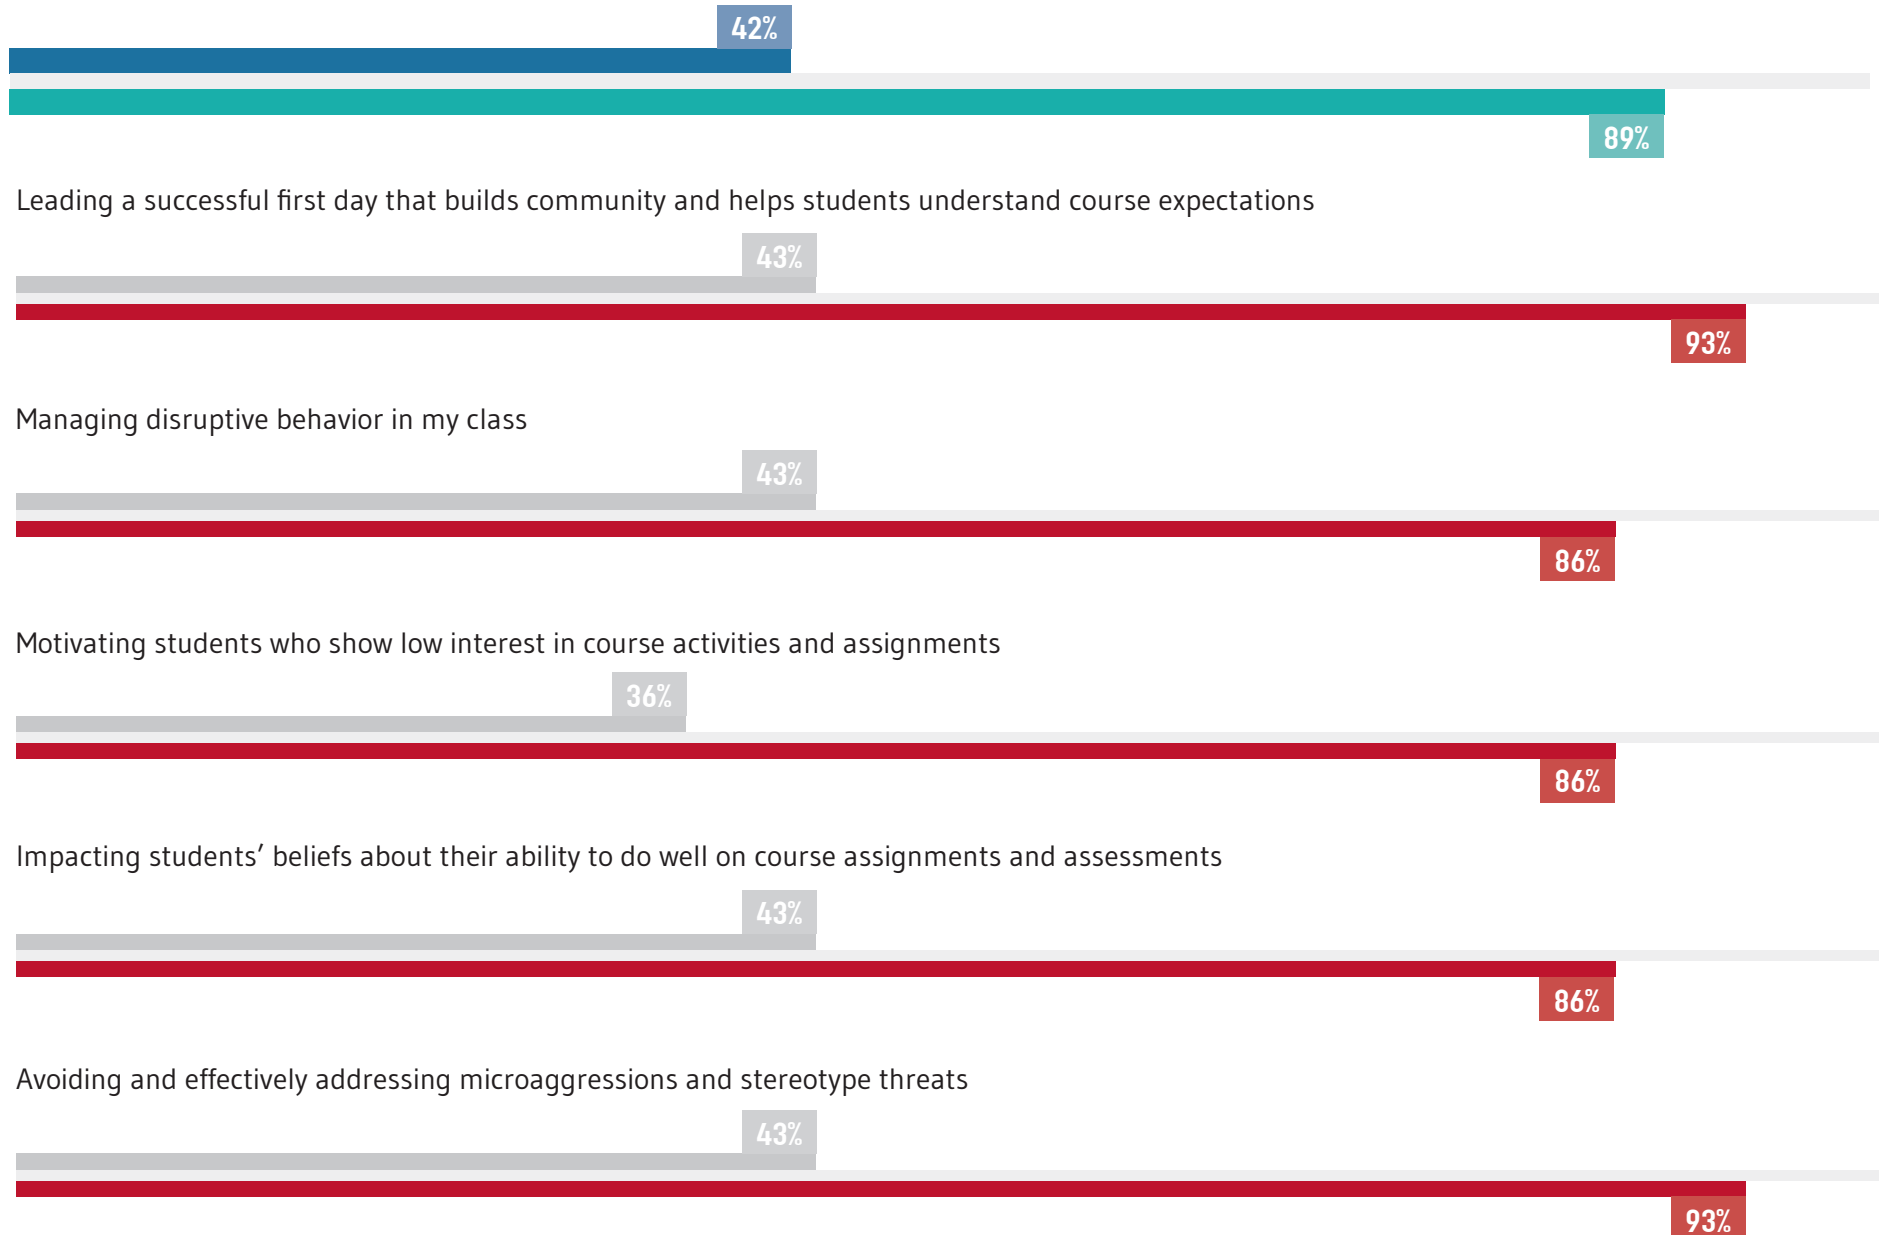 42%
89%
Leading a successful first day that builds community and helps students understand course expectations
43%
93%
Managing disruptive behavior in my class
43%
86%
Motivating students who show low interest in course activities and assignments
36%
86%
Impacting students’ beliefs about their ability to do well on course assignments and assessments
43%
86%
Avoiding and effectively addressing microaggressions and stereotype threats
43%
93%